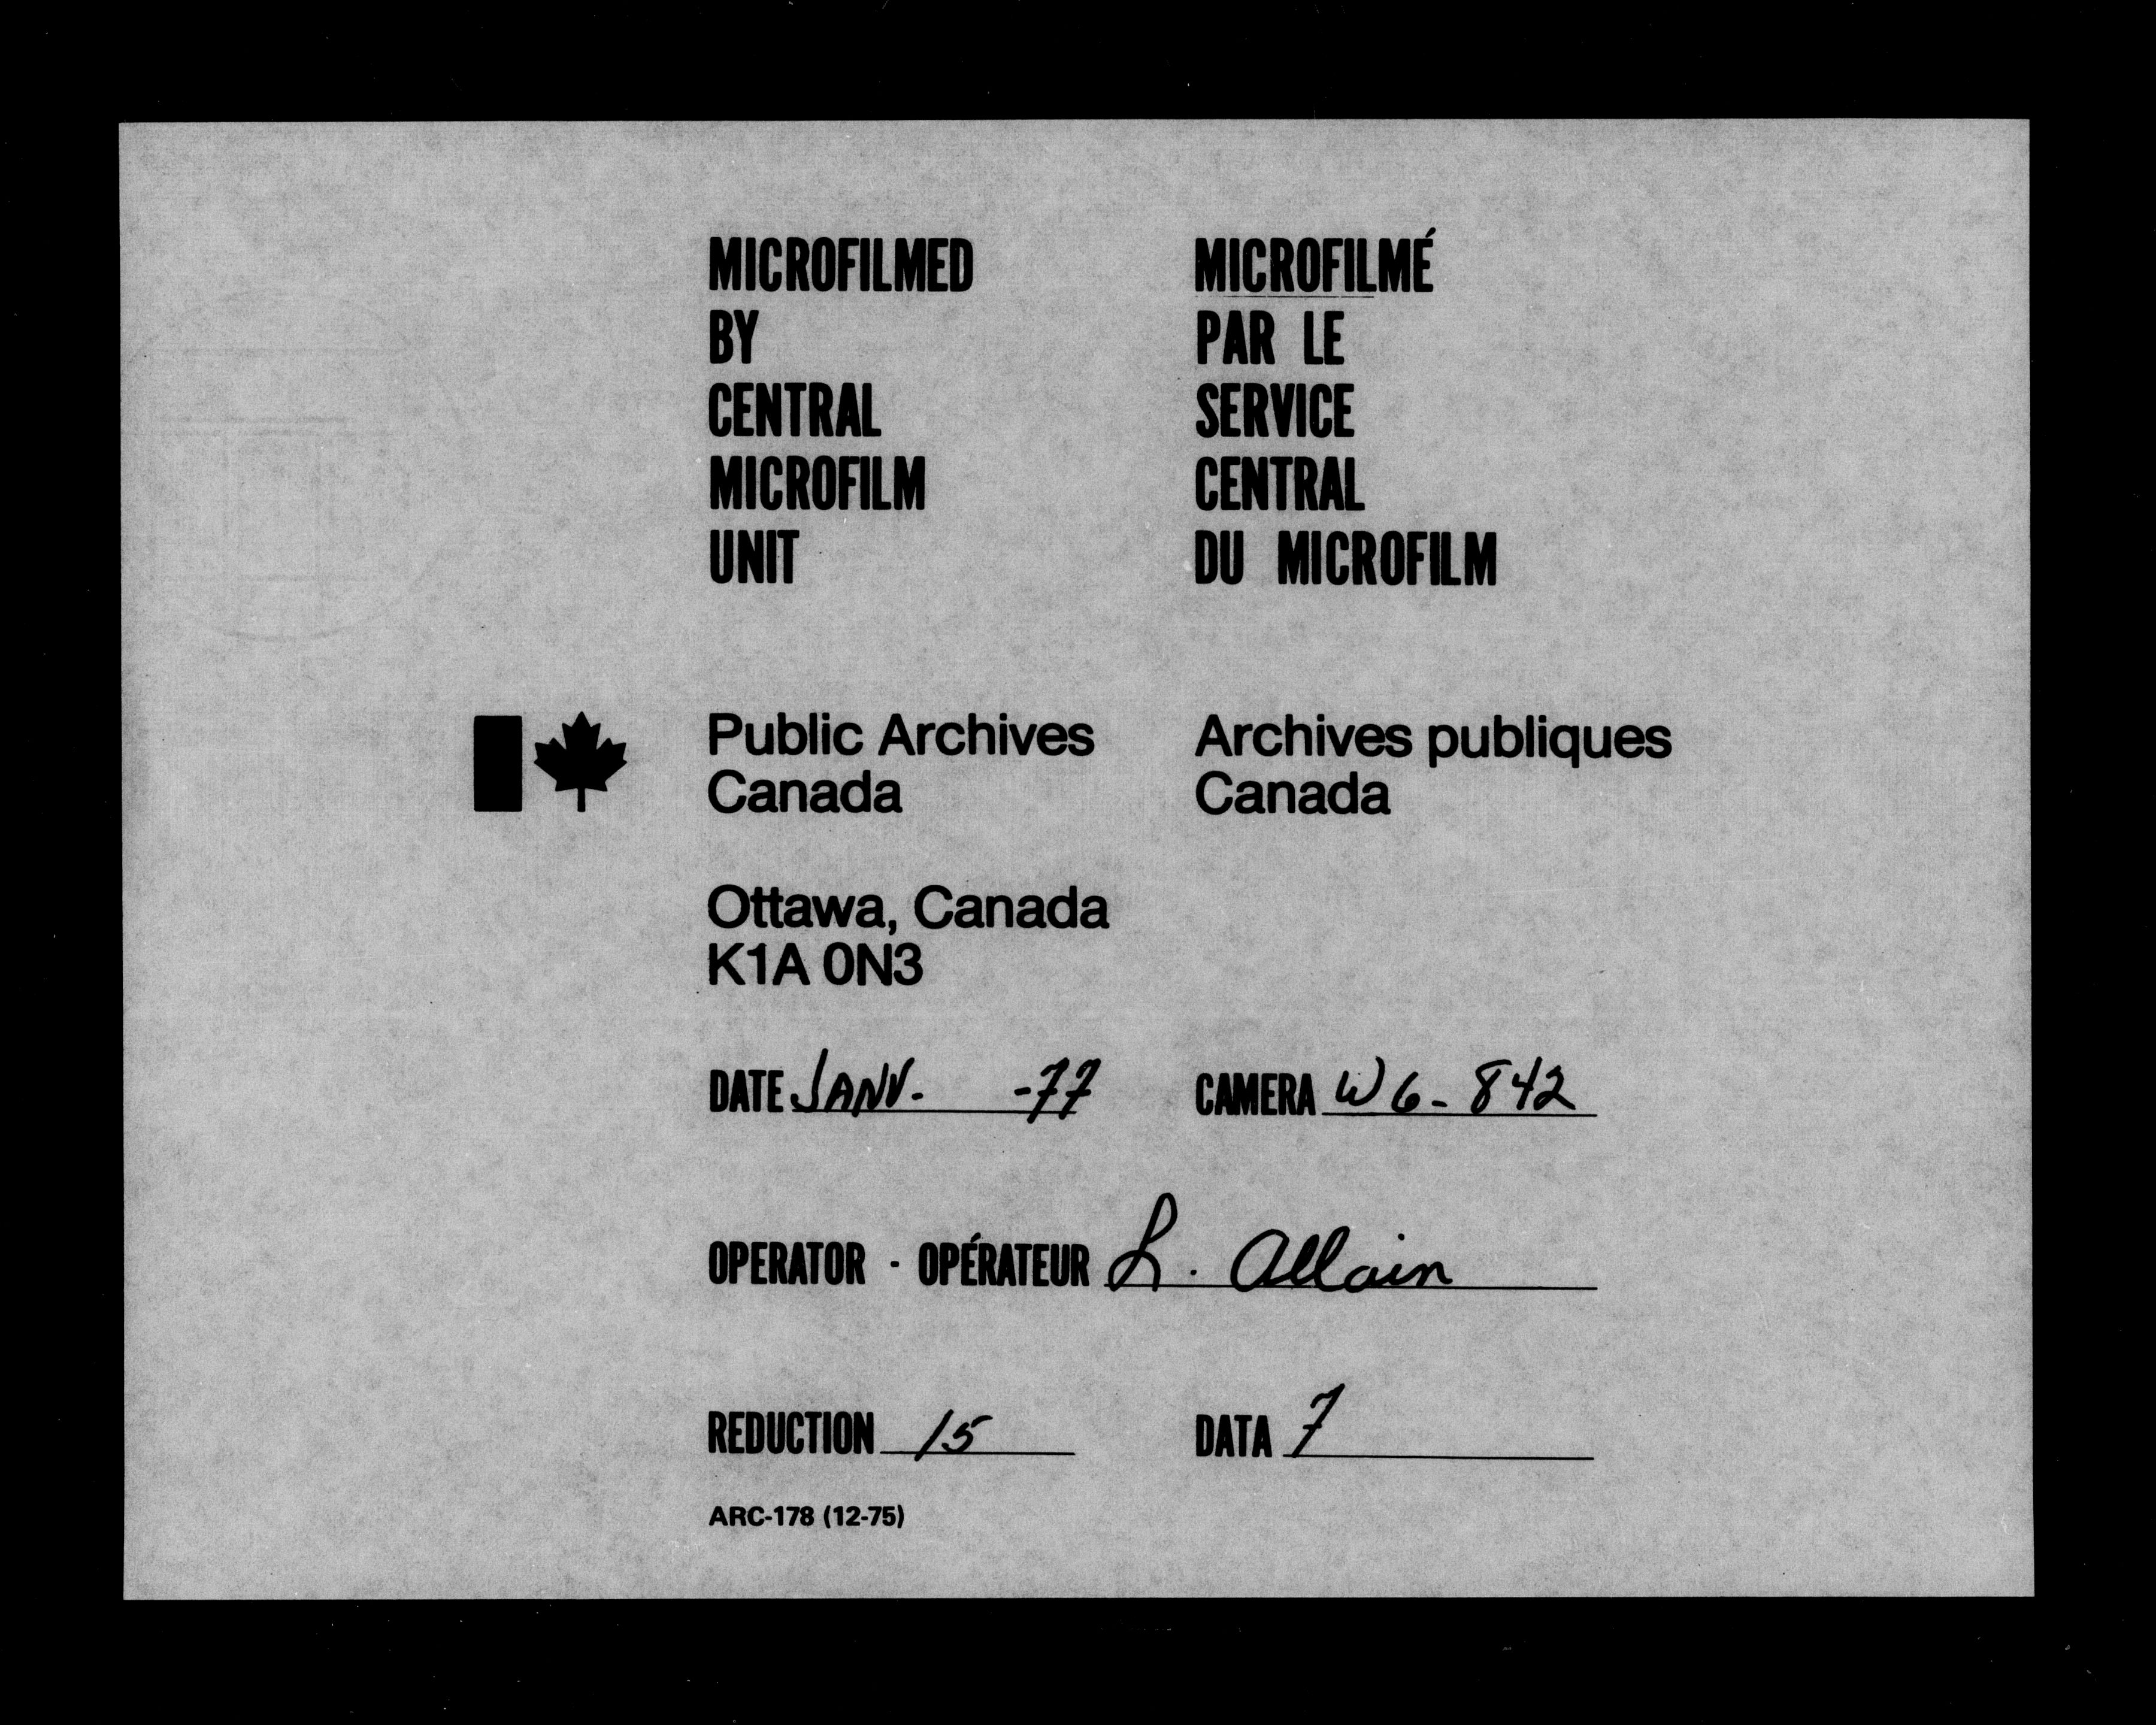 MICROFILMED
BY
CENTRAL
MICROFILM
UNIT
MICROFILMÉ
PAR LE
SERVICE
CENTRAL
DU MICROFILM
Public Archives
Canada
Archives publiques
Canada
Ottawa, Canada
K1A 0N3
DATE JANV. -77
CAMERA W6-842
OPERATOR - OPÉRATEUR L. Allain
REDUCTION 15
DATA 7
ARC-178 (12-75)